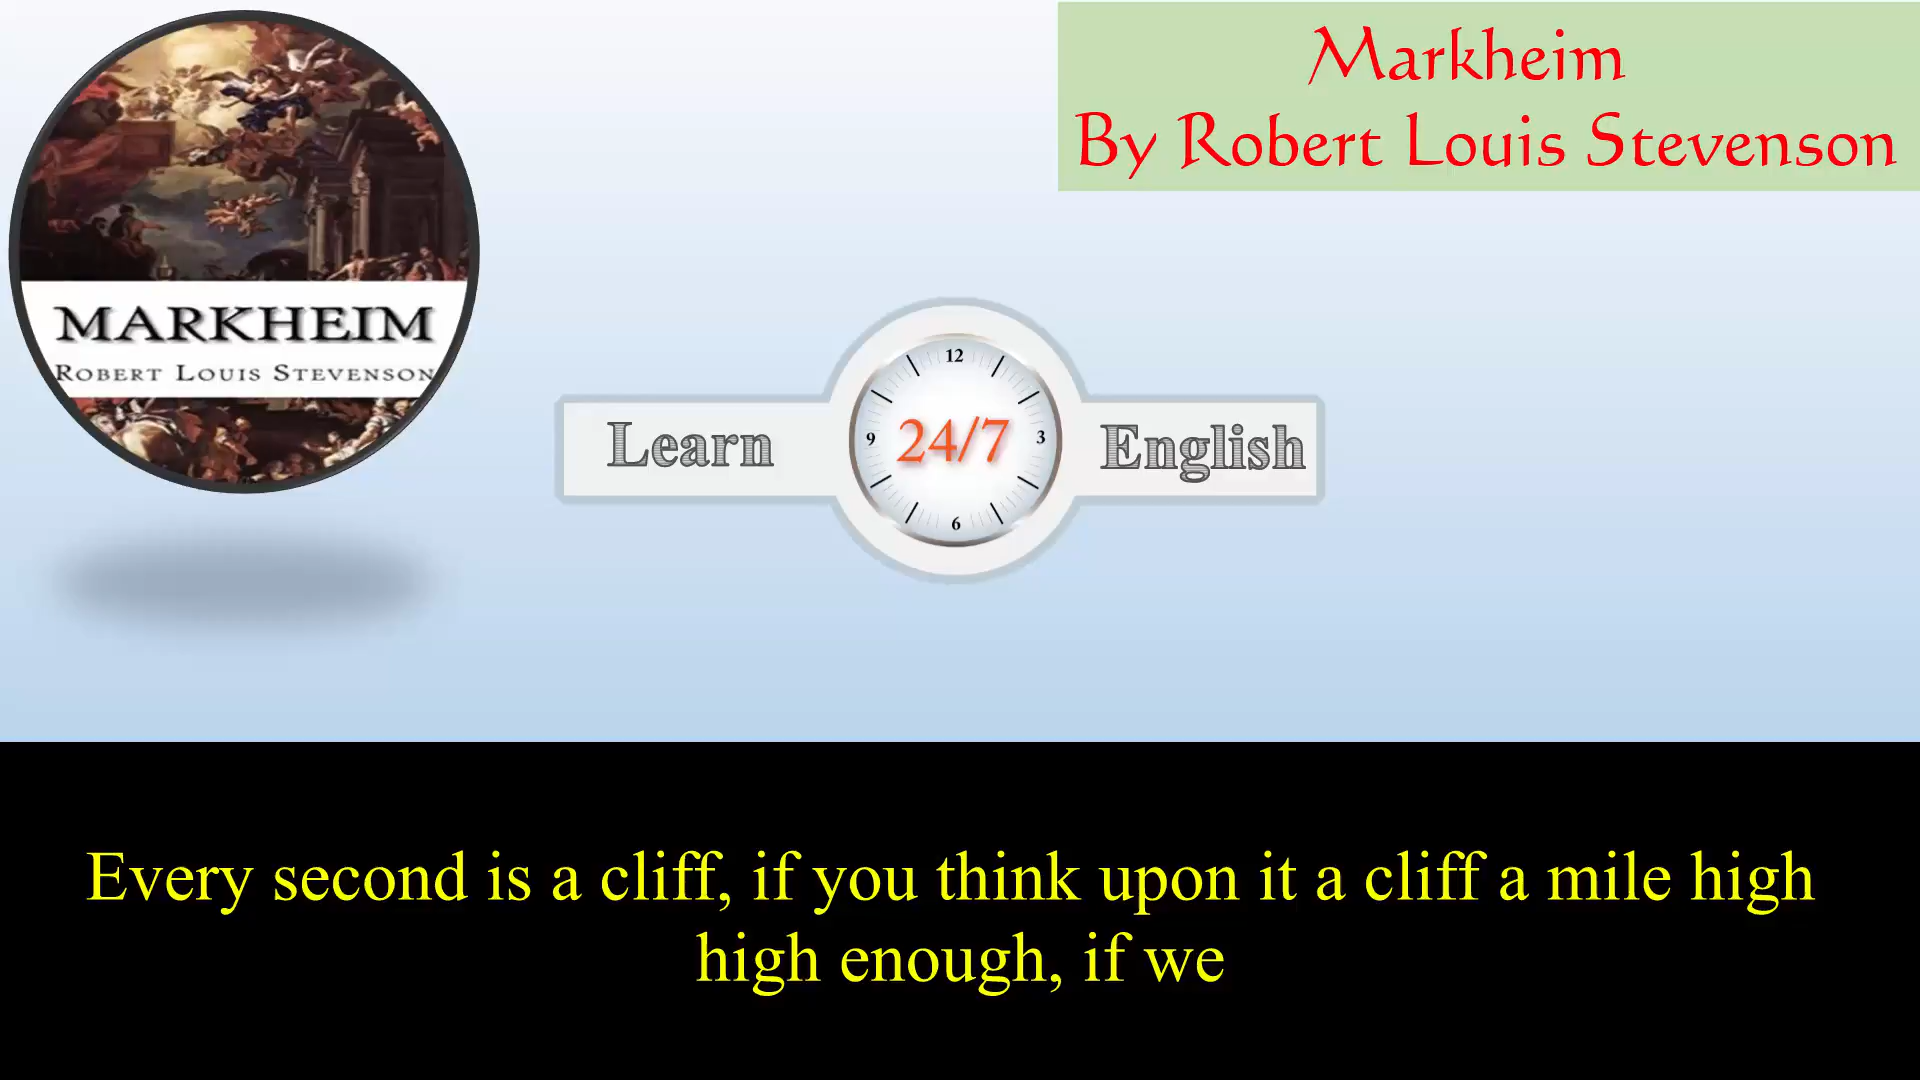 Markheim
By Robert Louis Stevenson
MARKHEIM
ROBERT LOUIS STEVENSON
Learn 24/7 English
12
9
3
6
Every second is a cliff, if you think upon it a cliff a mile high
high enough, if we